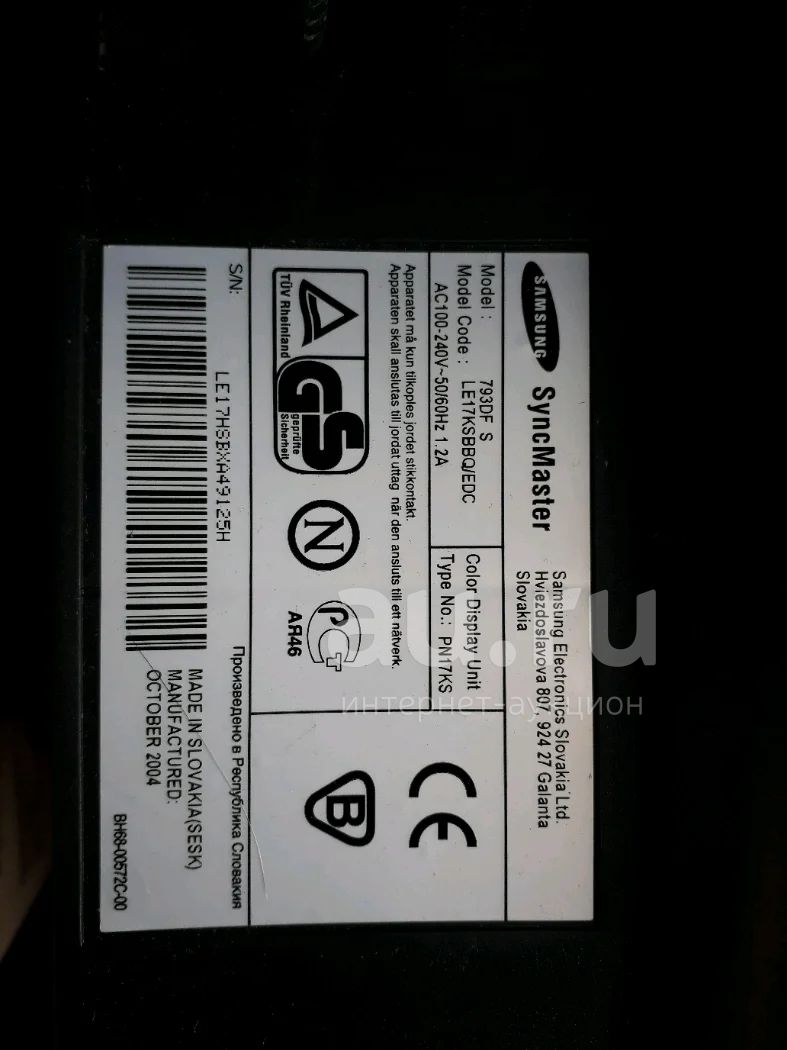 SAMSUNG
SyncMaster
Samsung Electronics Slovakia Ltd.
Hviezdoslavova 807, 924 27 Galanta
Slovakia
Model : 793DF S
Model Code : LE17KSBBQ/EDC
AC100-240V~50/60Hz 1.2A
Color Display Unit
Type No.: PN17KS
Apparatet må kun tilkoples jordet stikkontakt.
Apparaten skall anslutas till jordat uttag när den ansluts till ett nätverk.
TÜV Rheinland
GS
geprüfte
Sicherheit
N
РСТ
АЯ46
CE
B
S/N:
LE17HSBXA49125H
Произведено в Республика Словакия
MADE IN SLOVAKIA(SESK)
MANUFACTURED:
OCTOBER 2004
BH68-00572C-00
au.ru
интернет-аукцион